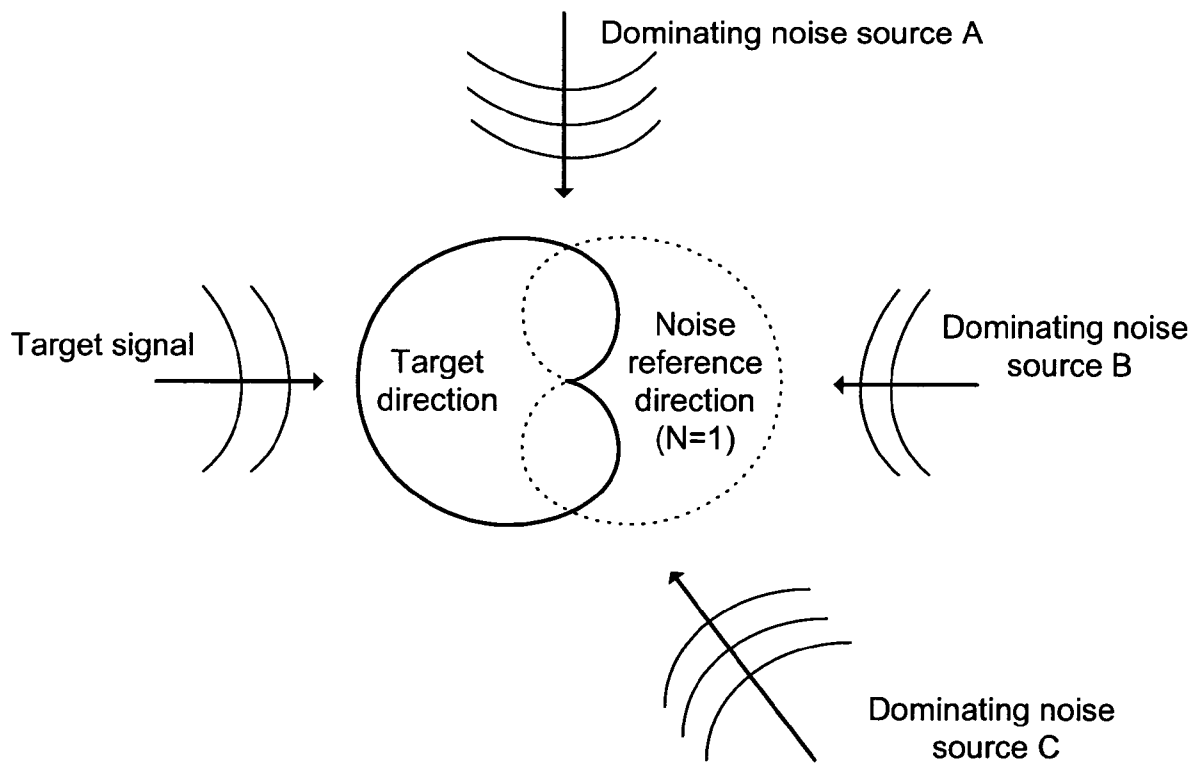 Dominating noise source A
Target signal
Target
direction
Noise
reference
direction
(N=1)
Dominating noise
source B
Dominating noise
source C